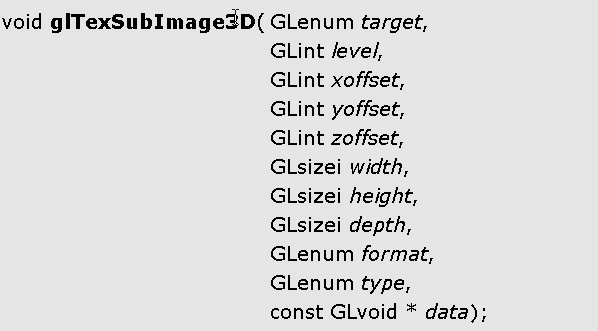 void glTexSubImage3D( GLenum target,
GLint level,
GLint xoffset,
GLint yoffset,
GLint zoffset,
GLsizei width,
GLsizei height,
GLsizei depth,
GLenum format,
GLenum type,
const GLvoid * data);